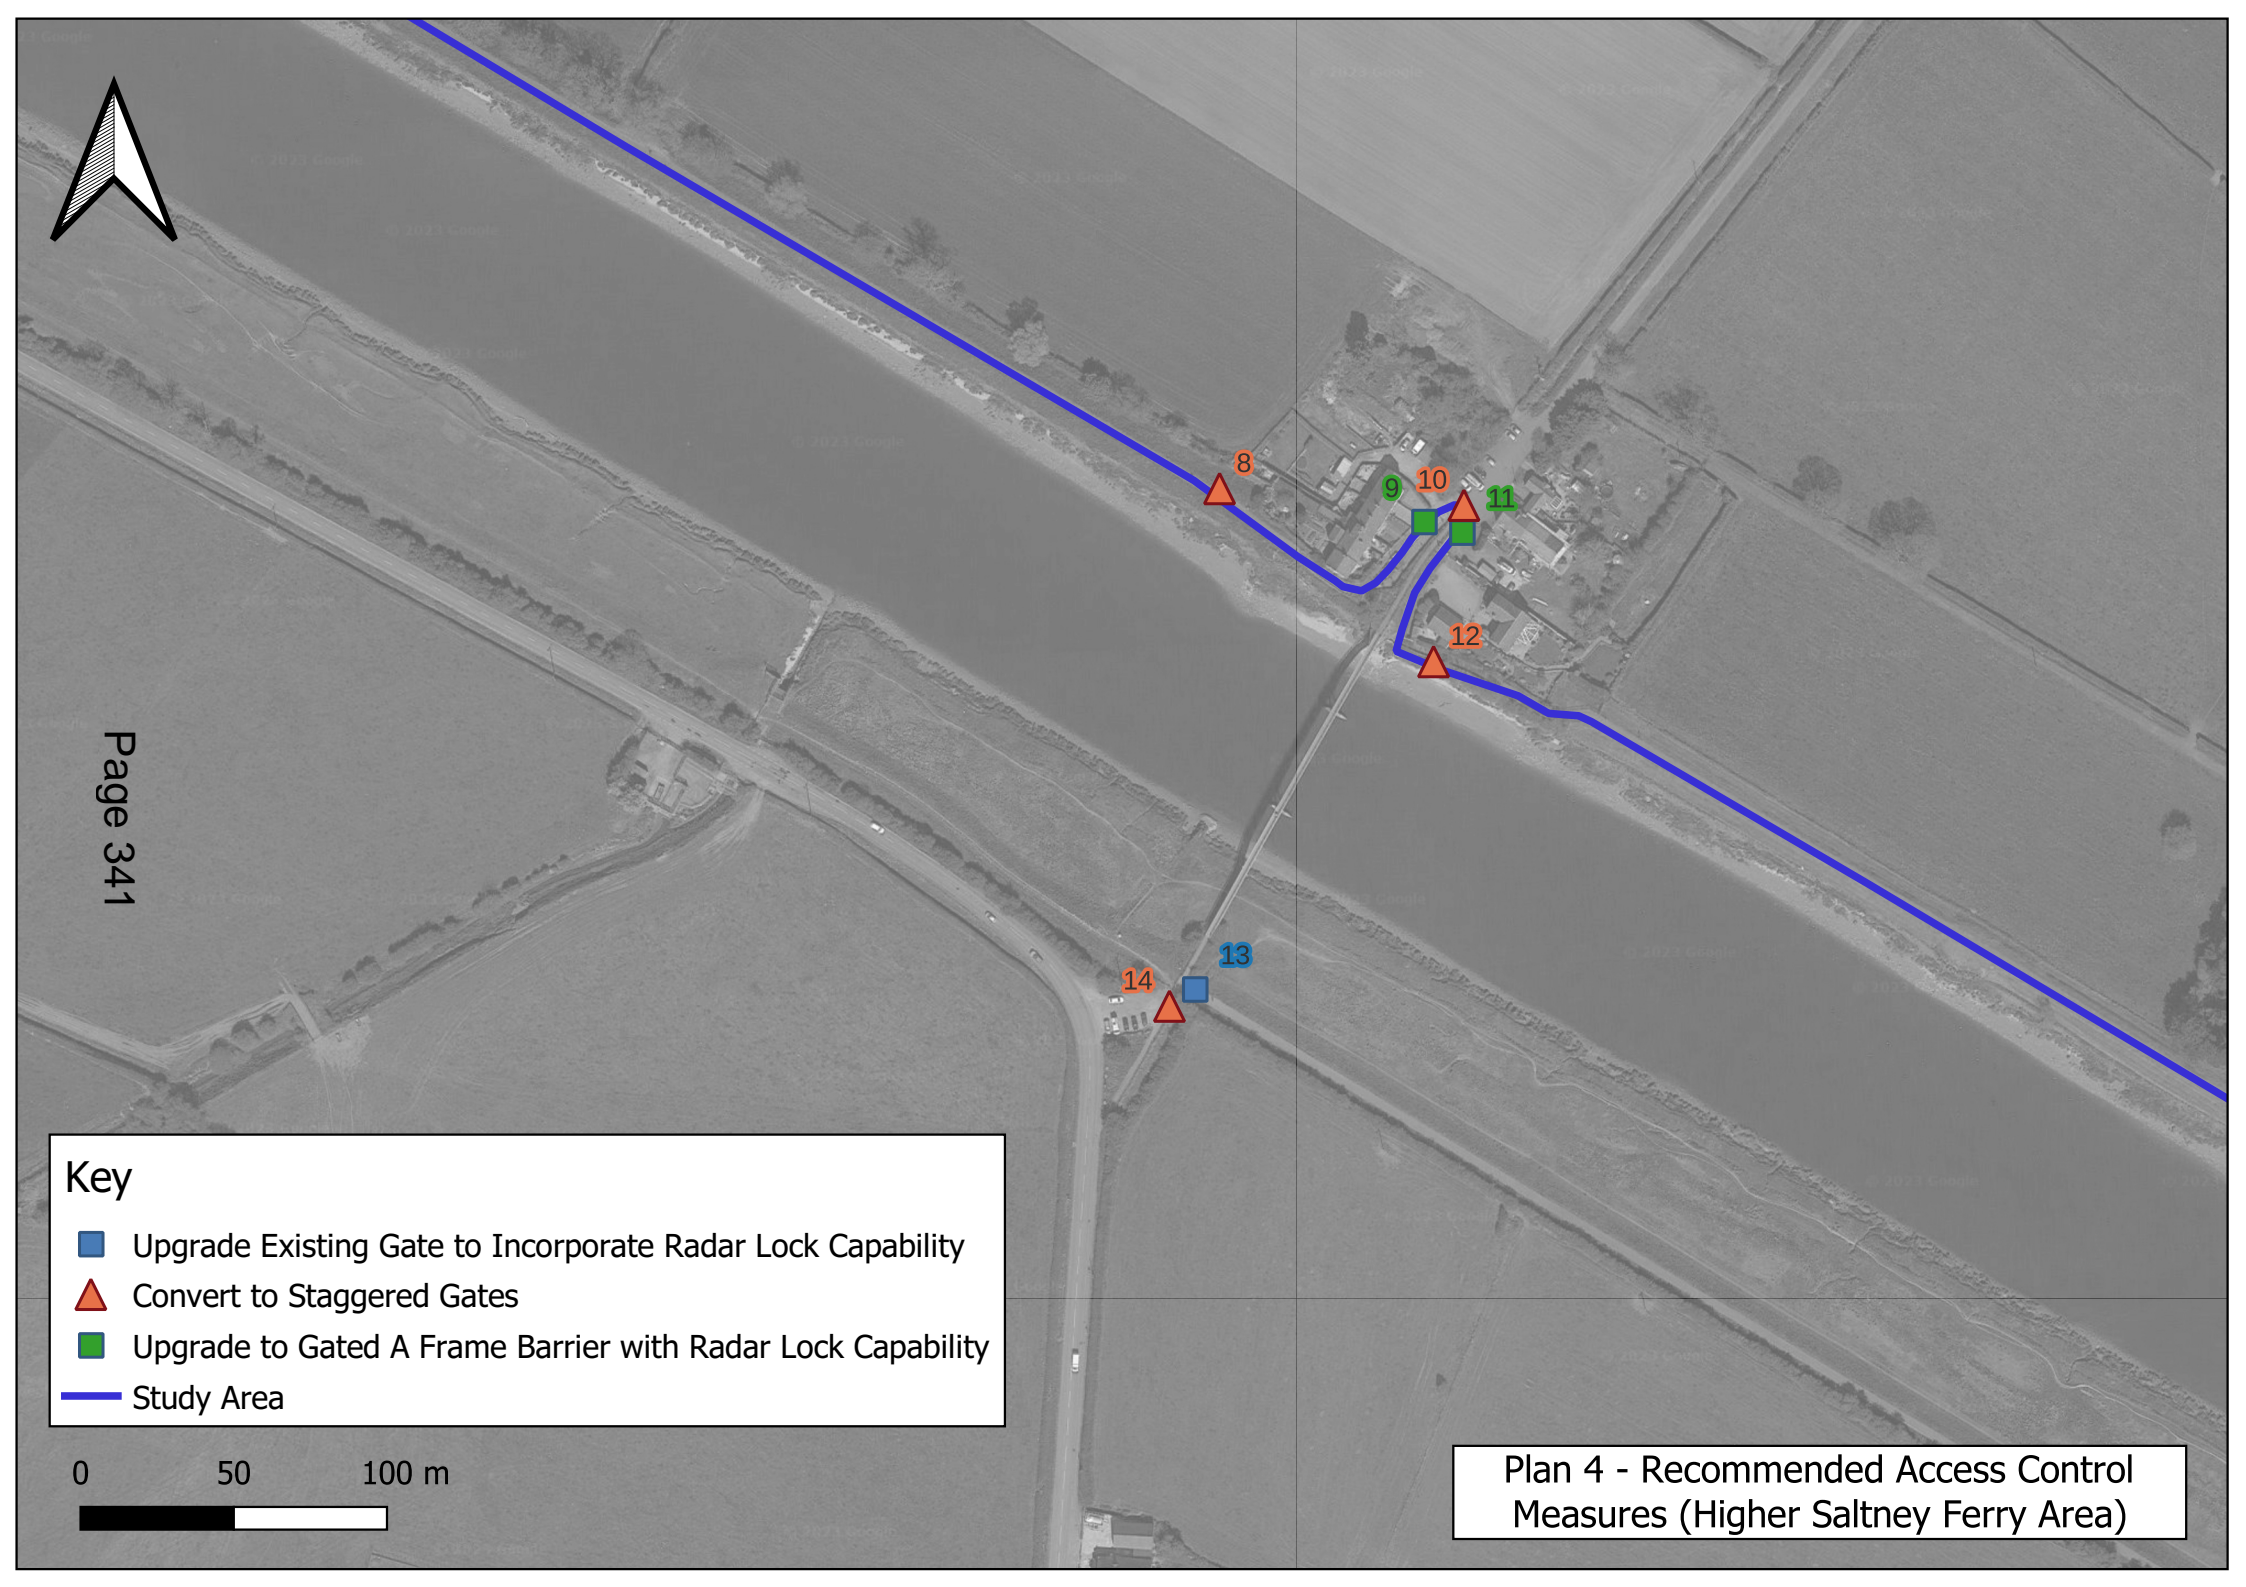 8
10
9
11
12
13
14
Page 341
Key
Upgrade Existing Gate to Incorporate Radar Lock Capability
Convert to Staggered Gates
Upgrade to Gated A Frame Barrier with Radar Lock Capability
Study Area
0 50 100 m
Plan 4 - Recommended Access Control
Measures (Higher Saltney Ferry Area)
© 2023 Google